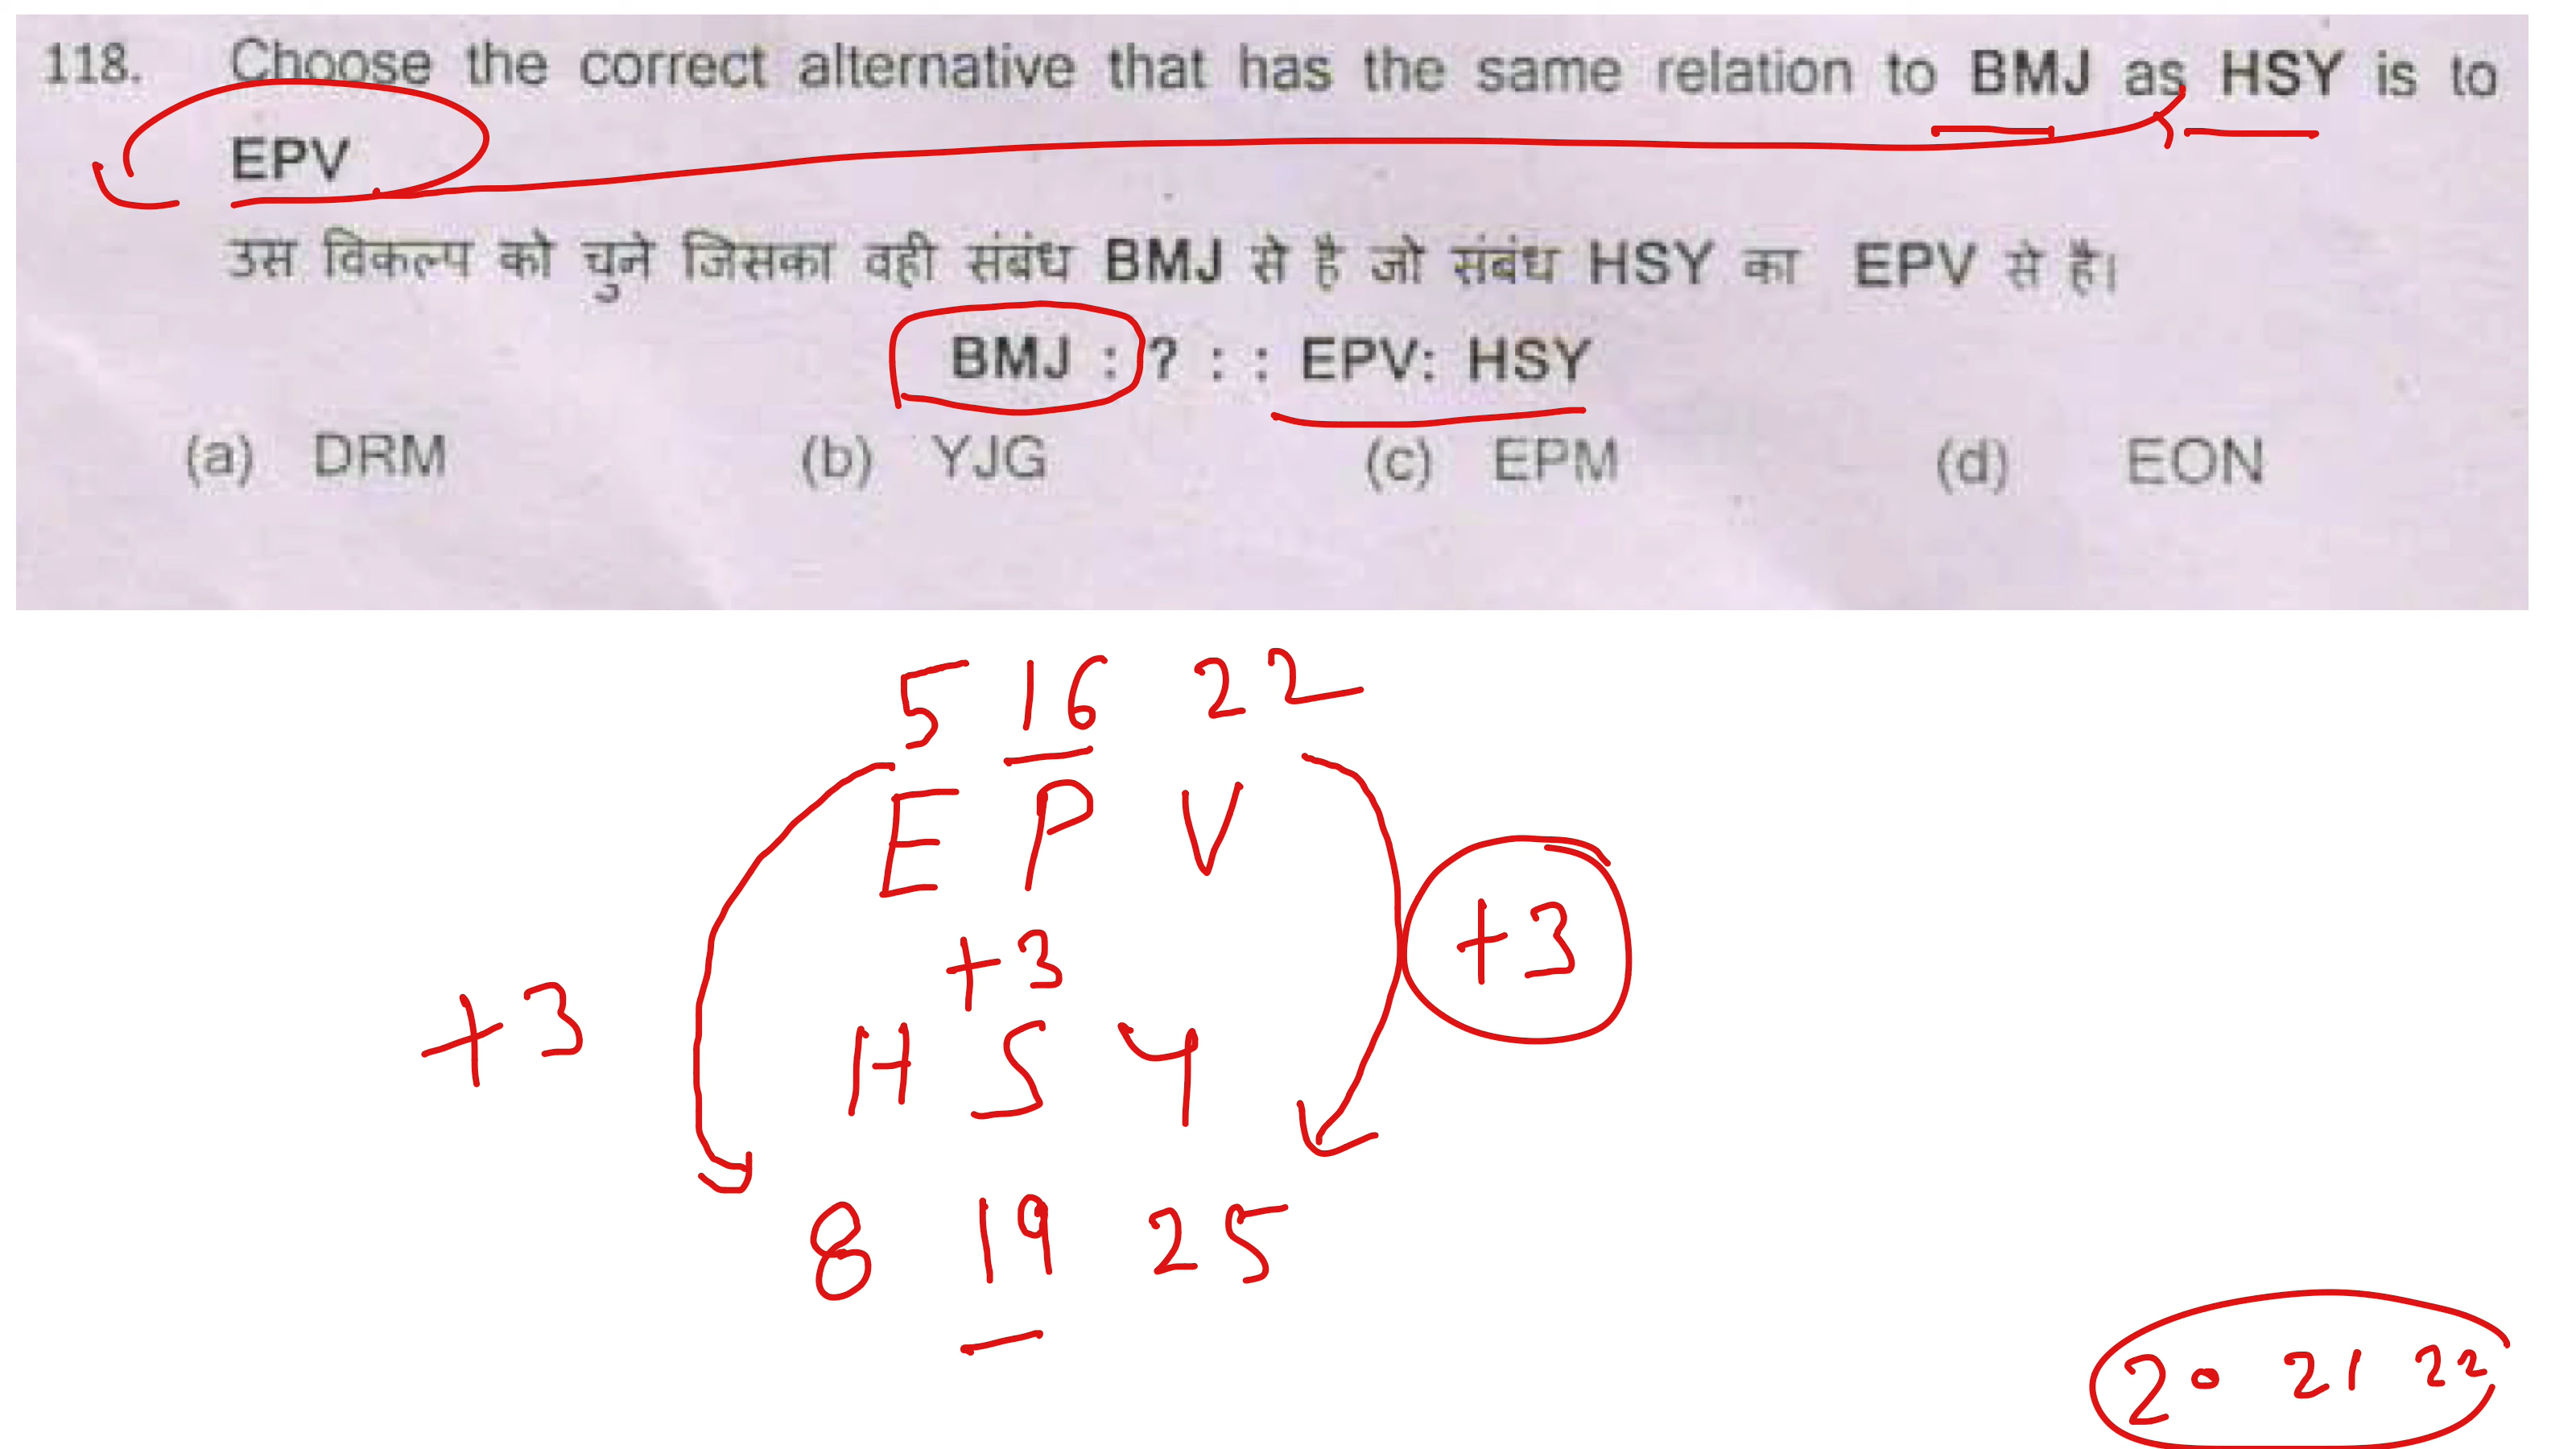 118. Choose the correct alternative that has the same relation to BMJ as HSY is to
EPV
उस विकल्प को चुने जिसका वही संबंध BMJ से है जो संबंध HSY का EPV से है।
BMJ : ? : : EPV: HSY
(a) DRM (b) YJG (c) EPM (d) EON
5 16 22
E P V
+3
+3
+3
H S Y
8 19 25
20 21 22